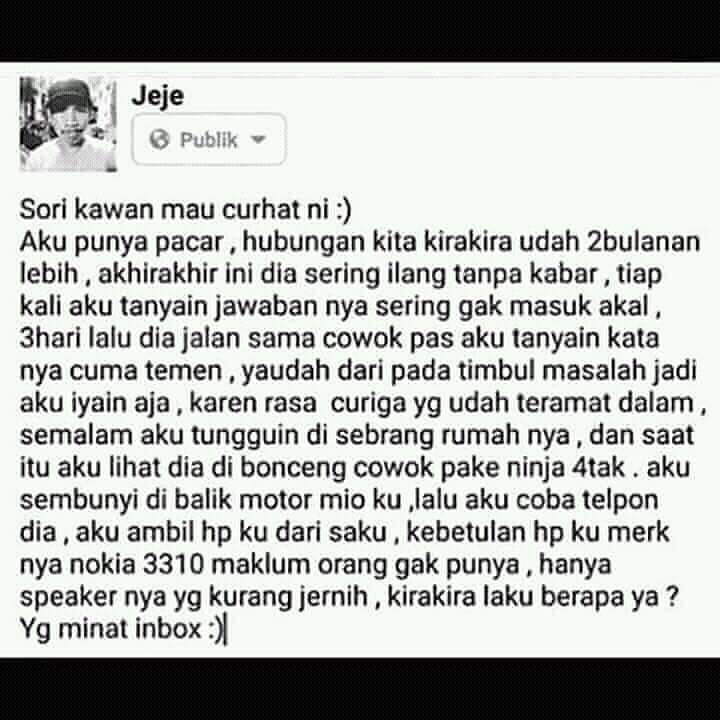 Jeje
Publik
Sori kawan mau curhat ni :)
Aku punya pacar , hubungan kita kirakira udah 2bulanan
lebih , akhirakhir ini dia sering ilang tanpa kabar , tiap
kali aku tanyain jawaban nya sering gak masuk akal ,
3hari lalu dia jalan sama cowok pas aku tanyain kata
nya cuma temen , yaudah dari pada timbul masalah jadi
aku iyain aja , karen rasa  curiga yg udah teramat dalam ,
semalam aku tungguin di sebrang rumah nya , dan saat
itu aku lihat dia di bonceng cowok pake ninja 4tak . aku
sembunyi di balik motor mio ku ,lalu aku coba telpon
dia , aku ambil hp ku dari saku , kebetulan hp ku merk
nya nokia 3310 maklum orang gak punya , hanya
speaker nya yg kurang jernih , kirakira laku berapa ya ?
Yg minat inbox :)